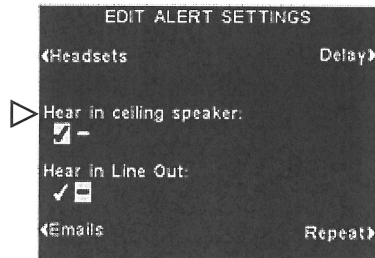 EDIT ALERT SETTINGS
Headsets Delay
Hear in ceiling speaker:
✓ –
Hear in Line Out:
✓ –
Emails Repeat